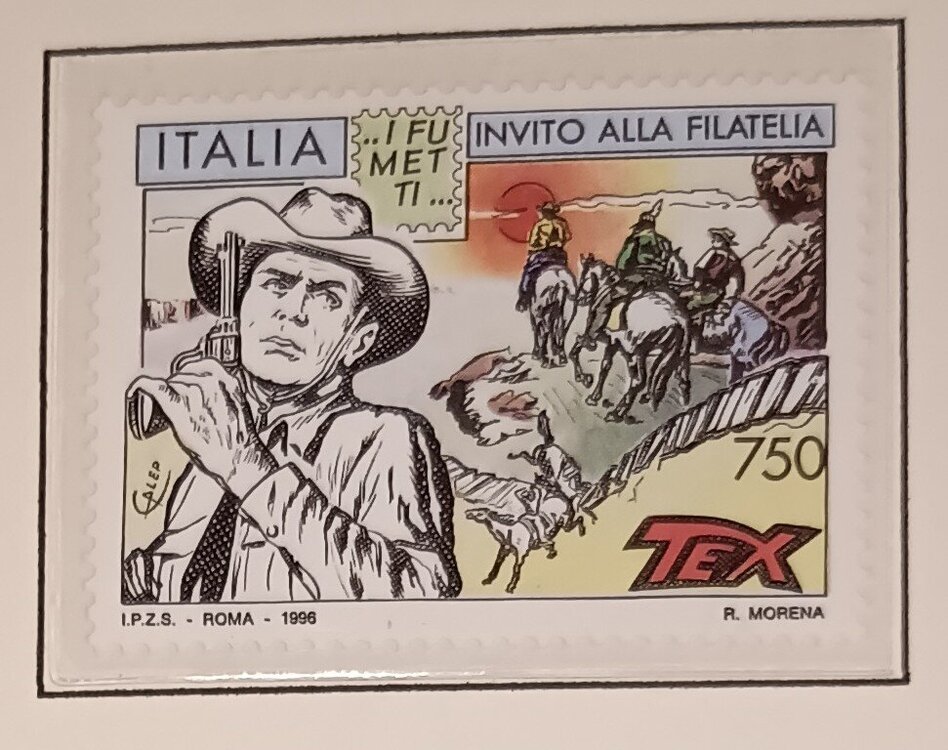 ITALIA
..I FU
MET
TI ...
INVITO ALLA FILATELIA
GALEP
750
TEX
I.P.Z.S. - ROMA - 1996
R. MORENA